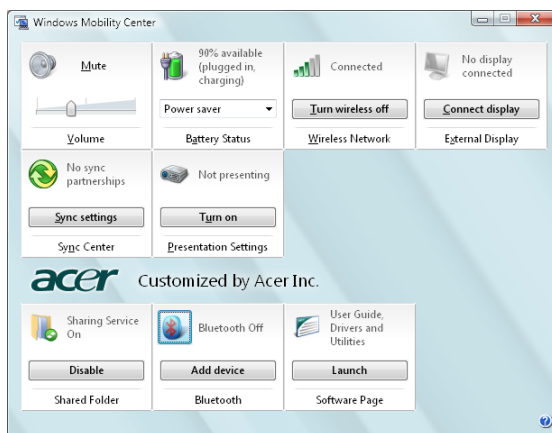 Windows Mobility Center
Mute
Volume
90% available
(plugged in,
charging)
Power saver
Battery Status
Connected
Turn wireless off
Wireless Network
No display
connected
Connect display
External Display
No sync
partnerships
Sync settings
Sync Center
Not presenting
Turn on
Presentation Settings
acer Customized by Acer Inc.
Sharing Service
On
Disable
Shared Folder
Bluetooth Off
Add device
Bluetooth
User Guide,
Drivers and
Utilities
Launch
Software Page